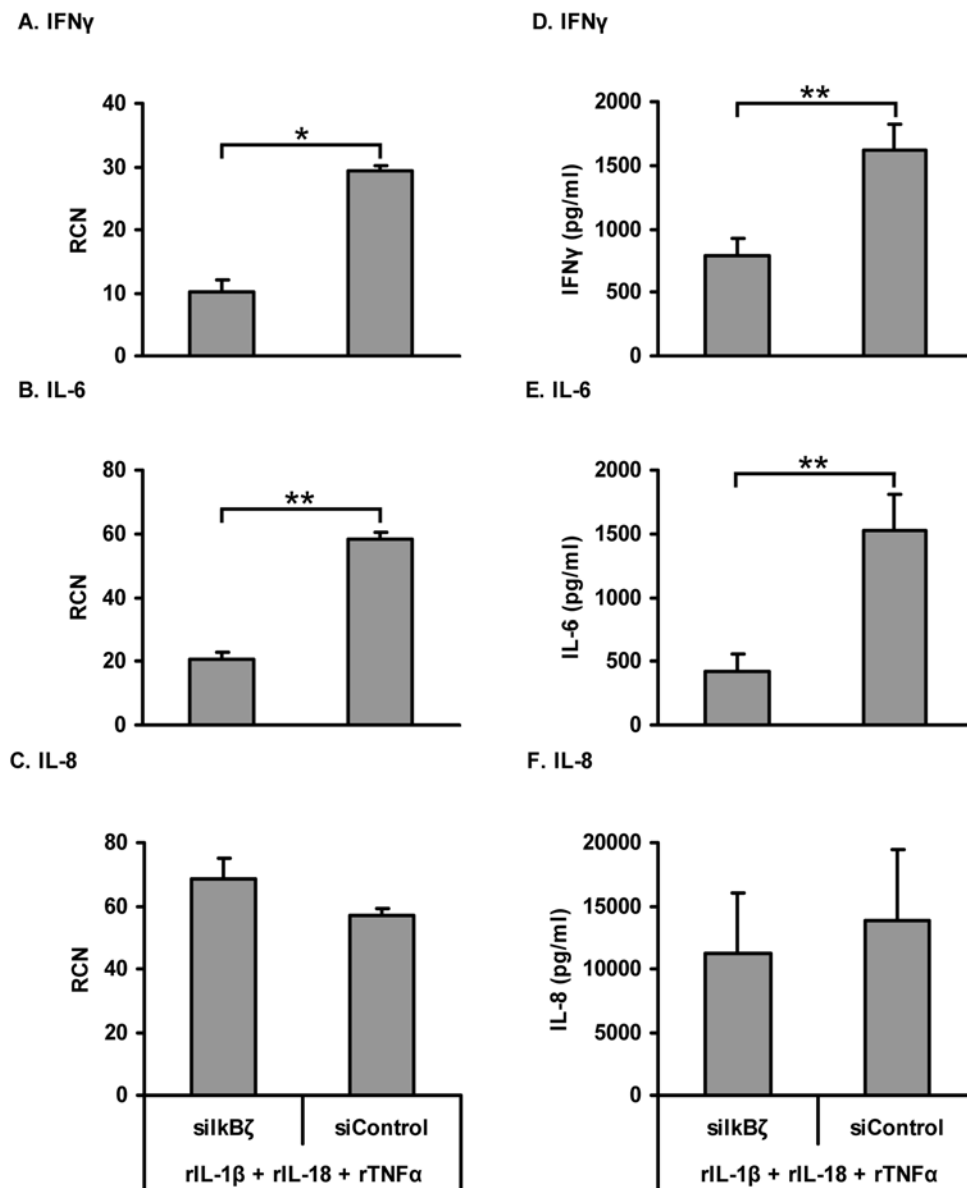 A. IFNγ
40
30
20
10
0
RCN
*
D. IFNγ
2000
1500
1000
500
0
IFNγ (pg/ml)
**
B. IL-6
80
60
40
20
0
RCN
**
E. IL-6
2000
1500
1000
500
0
IL-6 (pg/ml)
**
C. IL-8
80
60
40
20
0
RCN
siIkBζ siControl
rIL-1β + rIL-18 + rTNFα
F. IL-8
20000
15000
10000
5000
0
IL-8 (pg/ml)
siIkBζ siControl
rIL-1β + rIL-18 + rTNFα